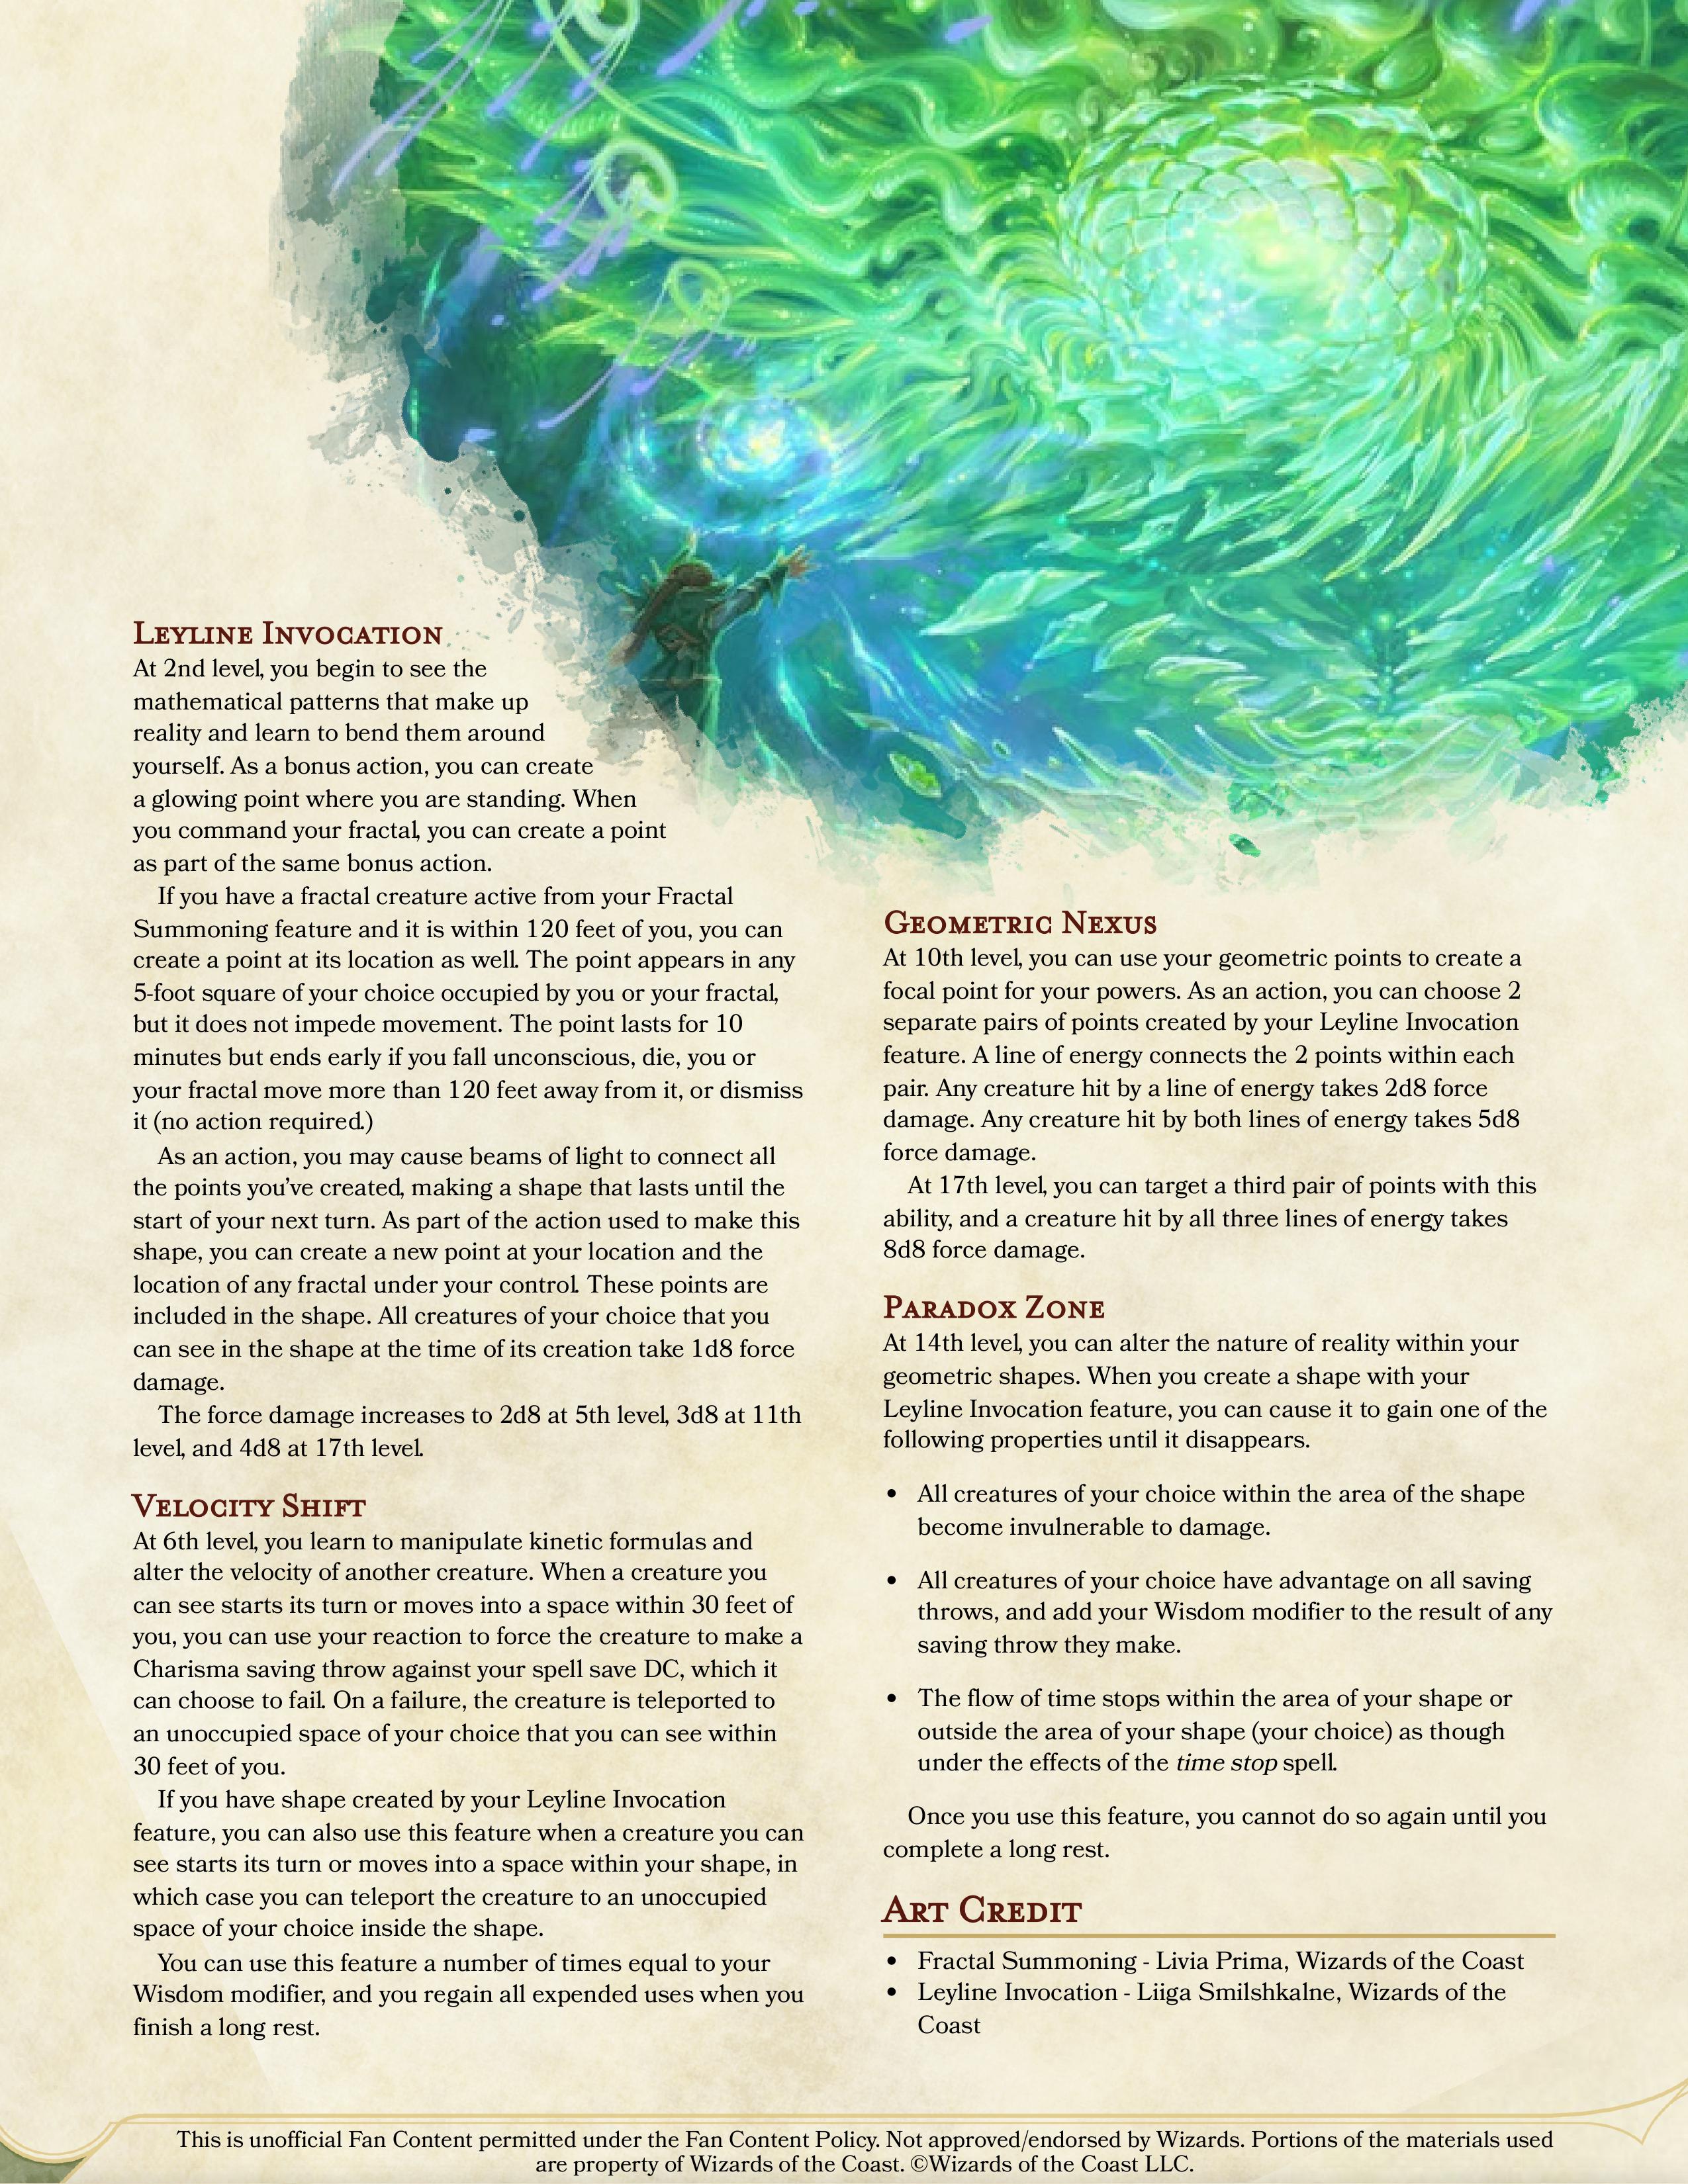 Leyline Invocation
At 2nd level, you begin to see the
mathematical patterns that make up
reality and learn to bend them around
yourself. As a bonus action, you can create
a glowing point where you are standing. When
you command your fractal, you can create a point
as part of the same bonus action.
If you have a fractal creature active from your Fractal
Summoning feature and it is within 120 feet of you, you can
create a point at its location as well. The point appears in any
5-foot square of your choice occupied by you or your fractal,
but it does not impede movement. The point lasts for 10
minutes but ends early if you fall unconscious, die, you or
your fractal move more than 120 feet away from it, or dismiss
it (no action required.)
As an action, you may cause beams of light to connect all
the points you've created, making a shape that lasts until the
start of your next turn. As part of the action used to make this
shape, you can create a new point at your location and the
location of any fractal under your control. These points are
included in the shape. All creatures of your choice that you
can see in the shape at the time of its creation take 1d8 force
damage.
The force damage increases to 2d8 at 5th level, 3d8 at 11th
level, and 4d8 at 17th level.
Velocity Shift
At 6th level, you learn to manipulate kinetic formulas and
alter the velocity of another creature. When a creature you
can see starts its turn or moves into a space within 30 feet of
you, you can use your reaction to force the creature to make a
Charisma saving throw against your spell save DC, which it
can choose to fail. On a failure, the creature is teleported to
an unoccupied space of your choice that you can see within
30 feet of you.
If you have shape created by your Leyline Invocation
feature, you can also use this feature when a creature you can
see starts its turn or moves into a space within your shape, in
which case you can teleport the creature to an unoccupied
space of your choice inside the shape.
You can use this feature a number of times equal to your
Wisdom modifier, and you regain all expended uses when you
finish a long rest.
Geometric Nexus
At 10th level, you can use your geometric points to create a
focal point for your powers. As an action, you can choose 2
separate pairs of points created by your Leyline Invocation
feature. A line of energy connects the 2 points within each
pair. Any creature hit by a line of energy takes 2d8 force
damage. Any creature hit by both lines of energy takes 5d8
force damage.
At 17th level, you can target a third pair of points with this
ability, and a creature hit by all three lines of energy takes
8d8 force damage.
Paradox Zone
At 14th level, you can alter the nature of reality within your
geometric shapes. When you create a shape with your
Leyline Invocation feature, you can cause it to gain one of the
following properties until it disappears.
• All creatures of your choice within the area of the shape
become invulnerable to damage.
• All creatures of your choice have advantage on all saving
throws, and add your Wisdom modifier to the result of any
saving throw they make.
• The flow of time stops within the area of your shape or
outside the area of your shape (your choice) as though
under the effects of the time stop spell.
Once you use this feature, you cannot do so again until you
complete a long rest.
Art Credit
• Fractal Summoning - Livia Prima, Wizards of the Coast
• Leyline Invocation - Liiga Smilshkalne, Wizards of the
Coast
This is unofficial Fan Content permitted under the Fan Content Policy. Not approved/endorsed by Wizards. Portions of the materials used
are property of Wizards of the Coast. ©Wizards of the Coast LLC.